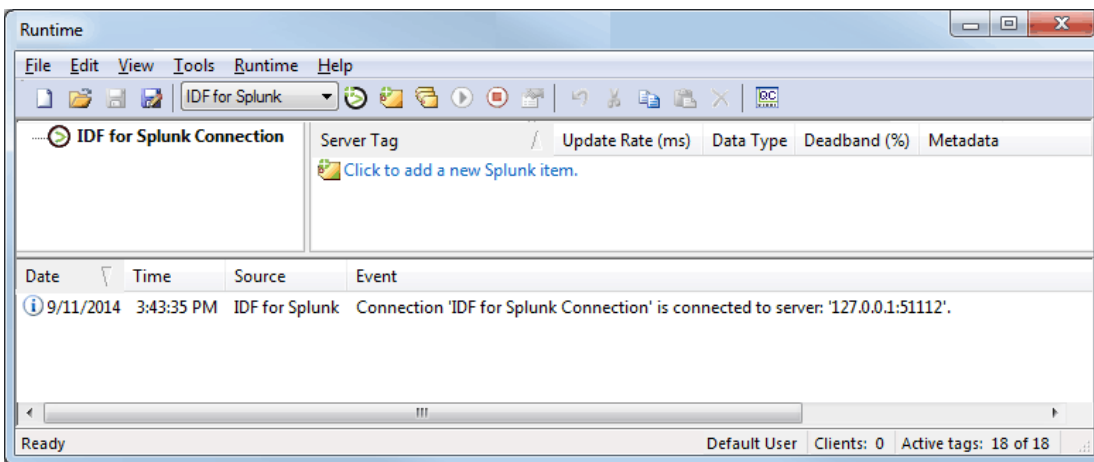 Runtime
File Edit View Tools Runtime Help
IDF for Splunk QC
IDF for Splunk Connection
Server Tag Update Rate (ms) Data Type Deadband (%) Metadata
Click to add a new Splunk item.
Date Time Source Event
9/11/2014 3:43:35 PM IDF for Splunk Connection 'IDF for Splunk Connection' is connected to server: '127.0.0.1:51112'.
Ready Default User Clients: 0 Active tags: 18 of 18